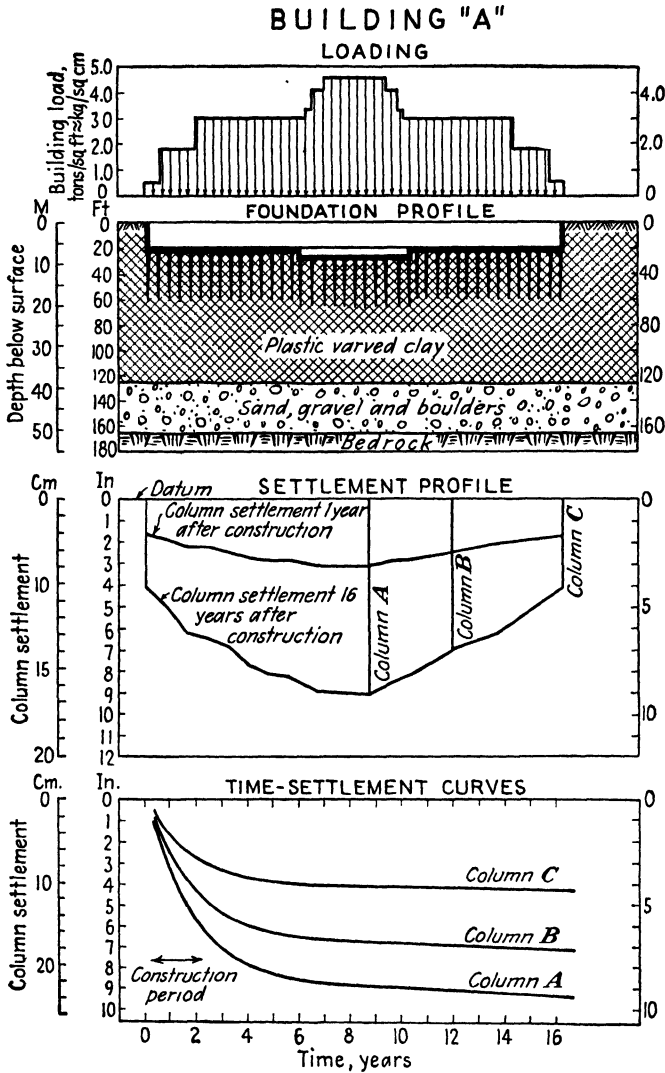 BUILDING "A"
LOADING
Building load,
tons/sq ft≈kg/sq cm
5.0
4.0
3.0
2.0
1.0
0
4.0
2.0
0
FOUNDATION PROFILE
M
Ft
Depth below surface
0
10
20
30
40
50
0
20
40
60
80
100
120
140
160
180
0
40
80
120
160
Plastic varved clay
Sand, gravel and boulders
Bedrock
SETTLEMENT PROFILE
Cm
In
Column settlement
0
10
15
20
0
1
2
3
4
5
6
7
8
9
10
11
12
0
5
10
Datum
Column settlement 1 year
after construction
Column settlement 16
years after
construction
Column A
Column B
Column C
TIME-SETTLEMENT CURVES
Cm.
In.
Column settlement
0
10
20
0
1
2
3
4
5
6
7
8
9
10
0
5
10
Column C
Column B
Column A
Construction
period
0 2 4 6 8 10 12 14 16
Time, years